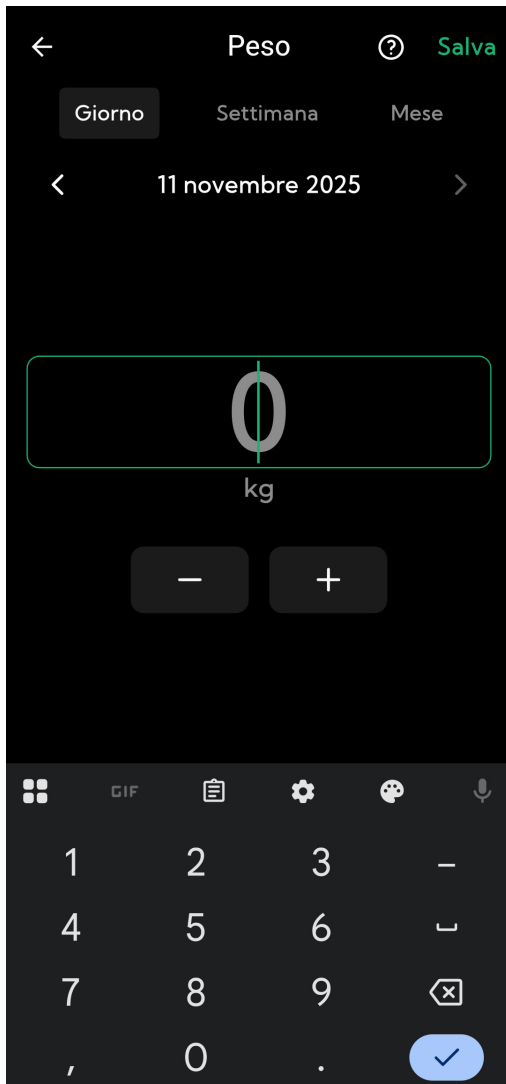 Peso Salva
Giorno Settimana Mese
11 novembre 2025
0
kg
− +
GIF
1 2 3 –
4 5 6
7 8 9
, 0 .